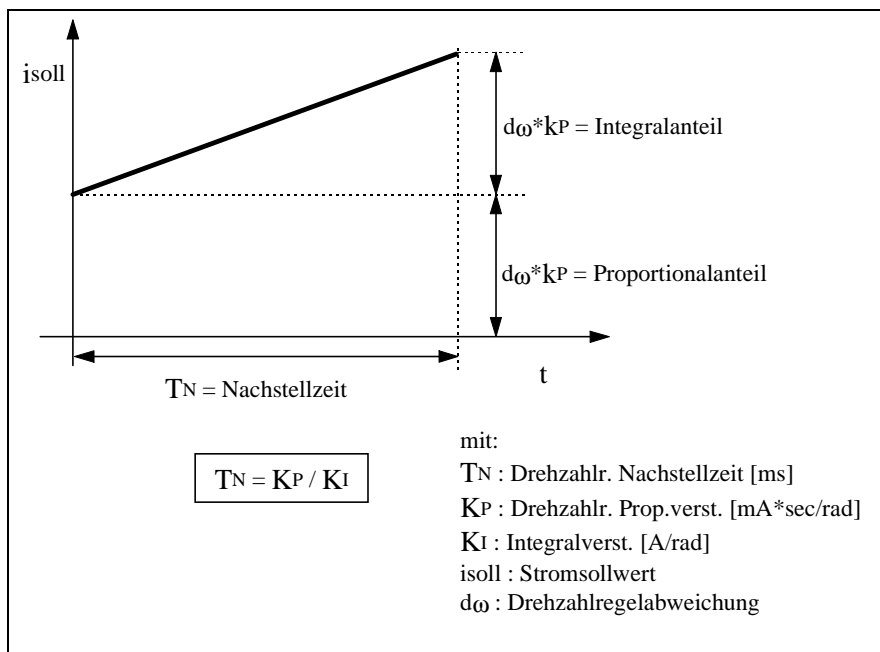 isoll
dω*kP = Integralanteil
dω*kP = Proportionalanteil
t
TN = Nachstellzeit
TN = KP / KI
mit:
TN : Drehzahlr. Nachstellzeit [ms]
KP : Drehzahlr. Prop.verst. [mA*sec/rad]
KI : Integralverst. [A/rad]
isoll : Stromsollwert
dω : Drehzahlregelabweichung